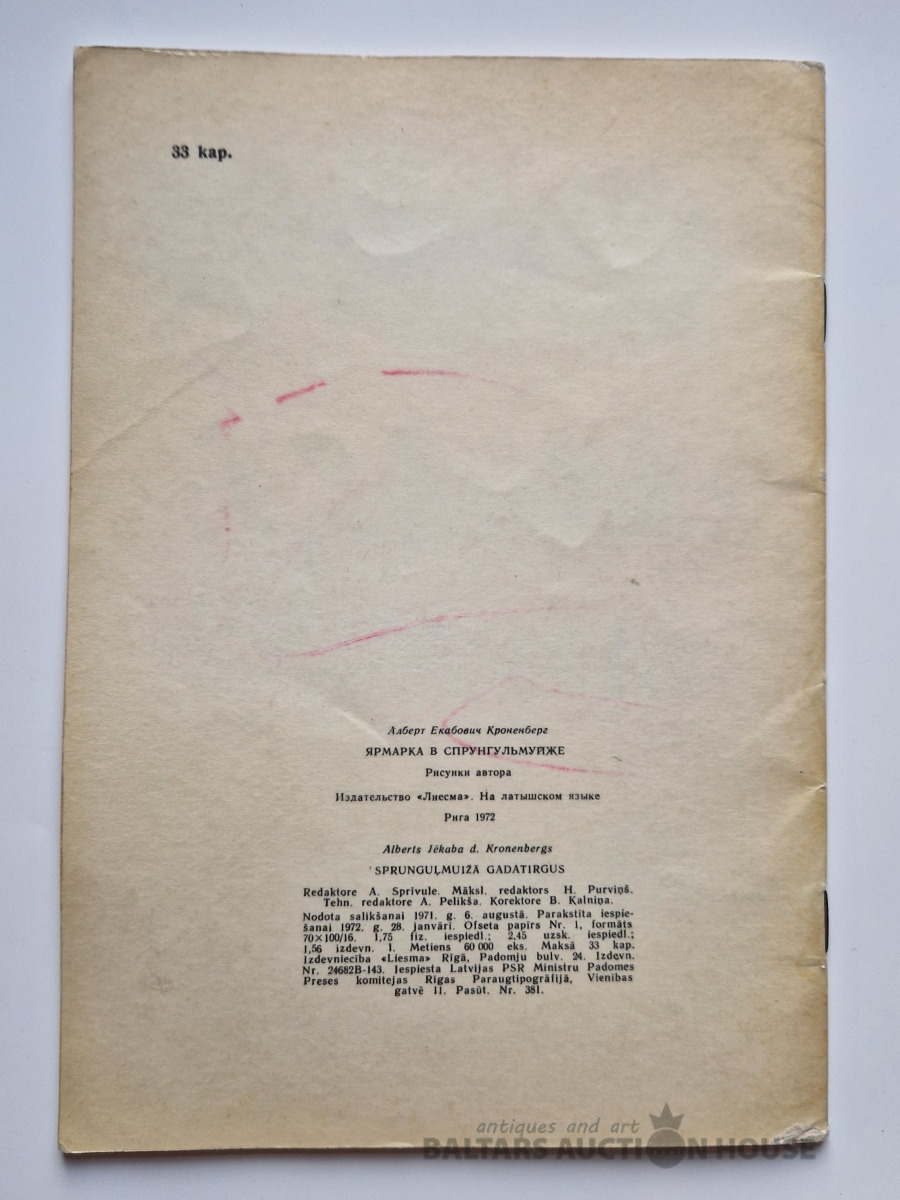 33 kap.
Алберт Екабович Кроненберг
ЯРМАРКА В СПРУНГУЛЬМУЙЖЕ
Рисунки автора
Издательство «Лиесма». На латышском языке
Рига 1972
Alberts Jēkaba d. Kronenbergs
SPRUNGUĻMUIŽĀ GADATIRGUS
Redaktore A. Sprivule. Māksl. redaktors H. Purviņš.
Tehn. redaktore A. Pelikša. Korektore B. Kalniņa.
Nodota salikšanai 1971. g. 6. augustā. Parakstīta iespie-
šanai 1972. g. 28. janvārī. Ofseta papīrs Nr. 1, formāts
70×100/16. 1,75 fiz. iespiedl.; 2,45 uzsk. iespiedl.;
1,56 izdevn. l. Metiens 60 000 eks. Maksā 33 kap.
Izdevniecība «Liesma» Rīgā, Padomju bulv. 24. Izdevn.
Nr. 24682B-143. Iespiesta Latvijas PSR Ministru Padomes
Preses komitejas Rīgas Paraugtipogrāfijā, Vienības
gatvē 11. Pasūt. Nr. 381.
antiques and art
BALTARS AUCTION HOUSE